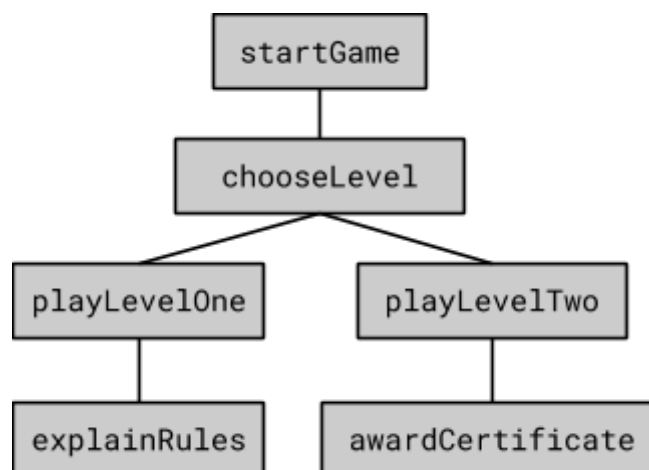 startGame
chooseLevel
playLevelOne
playLevelTwo
explainRules
awardCertificate